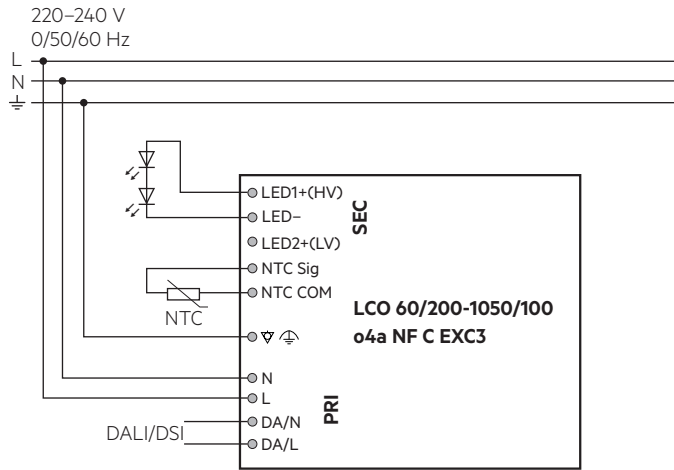 220–240 V
0/50/60 Hz
L
N
LED1+(HV)
LED–
LED2+(LV)
SEC
NTC Sig
NTC COM
NTC
LCO 60/200-1050/100
o4a NF C EXC3
N
L
PRI
DALI/DSI
DA/N
DA/L